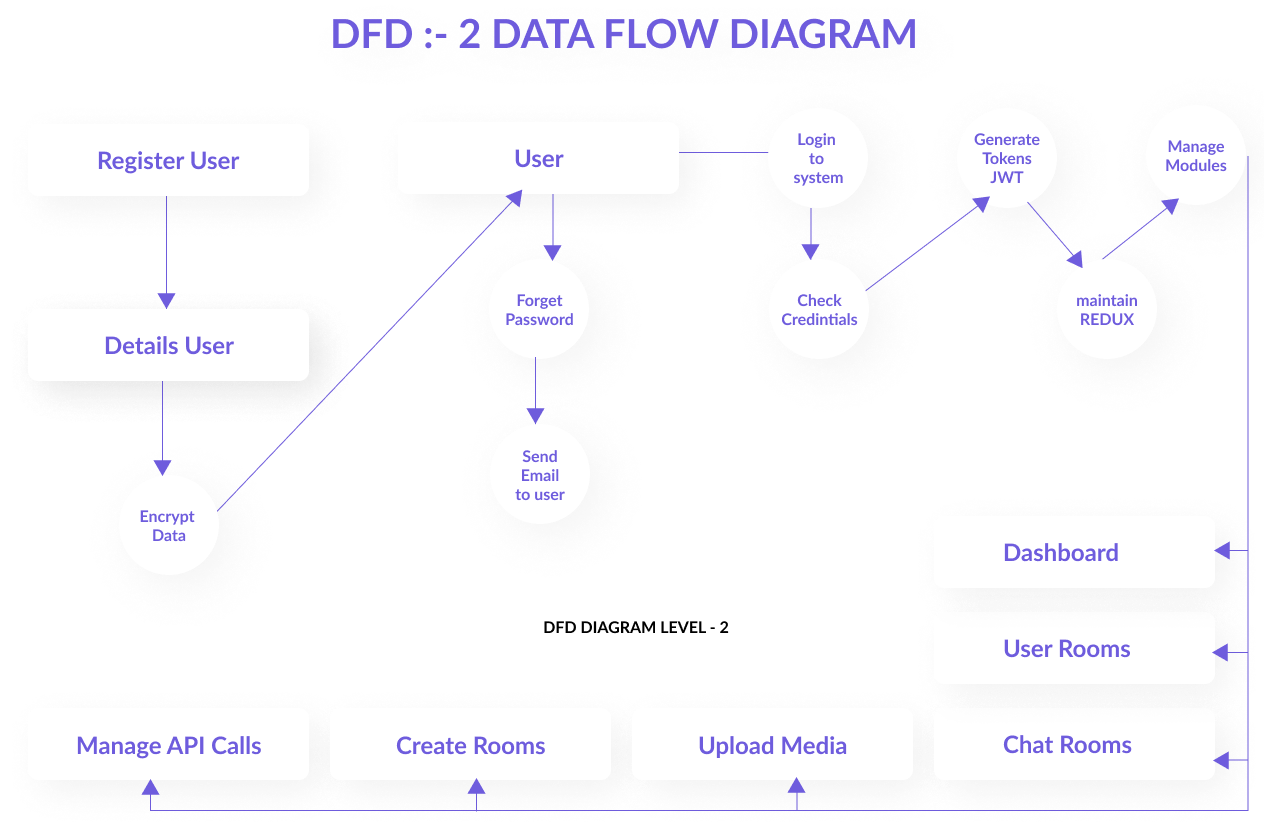 DFD :- 2 DATA FLOW DIAGRAM
Register User
User
Login
to
system
Generate
Tokens
JWT
Manage
Modules
Details User
Forget
Password
Check
Credintials
maintain
REDUX
Encrypt
Data
Send
Email
to user
Dashboard
DFD DIAGRAM LEVEL - 2
User Rooms
Manage API Calls
Create Rooms
Upload Media
Chat Rooms